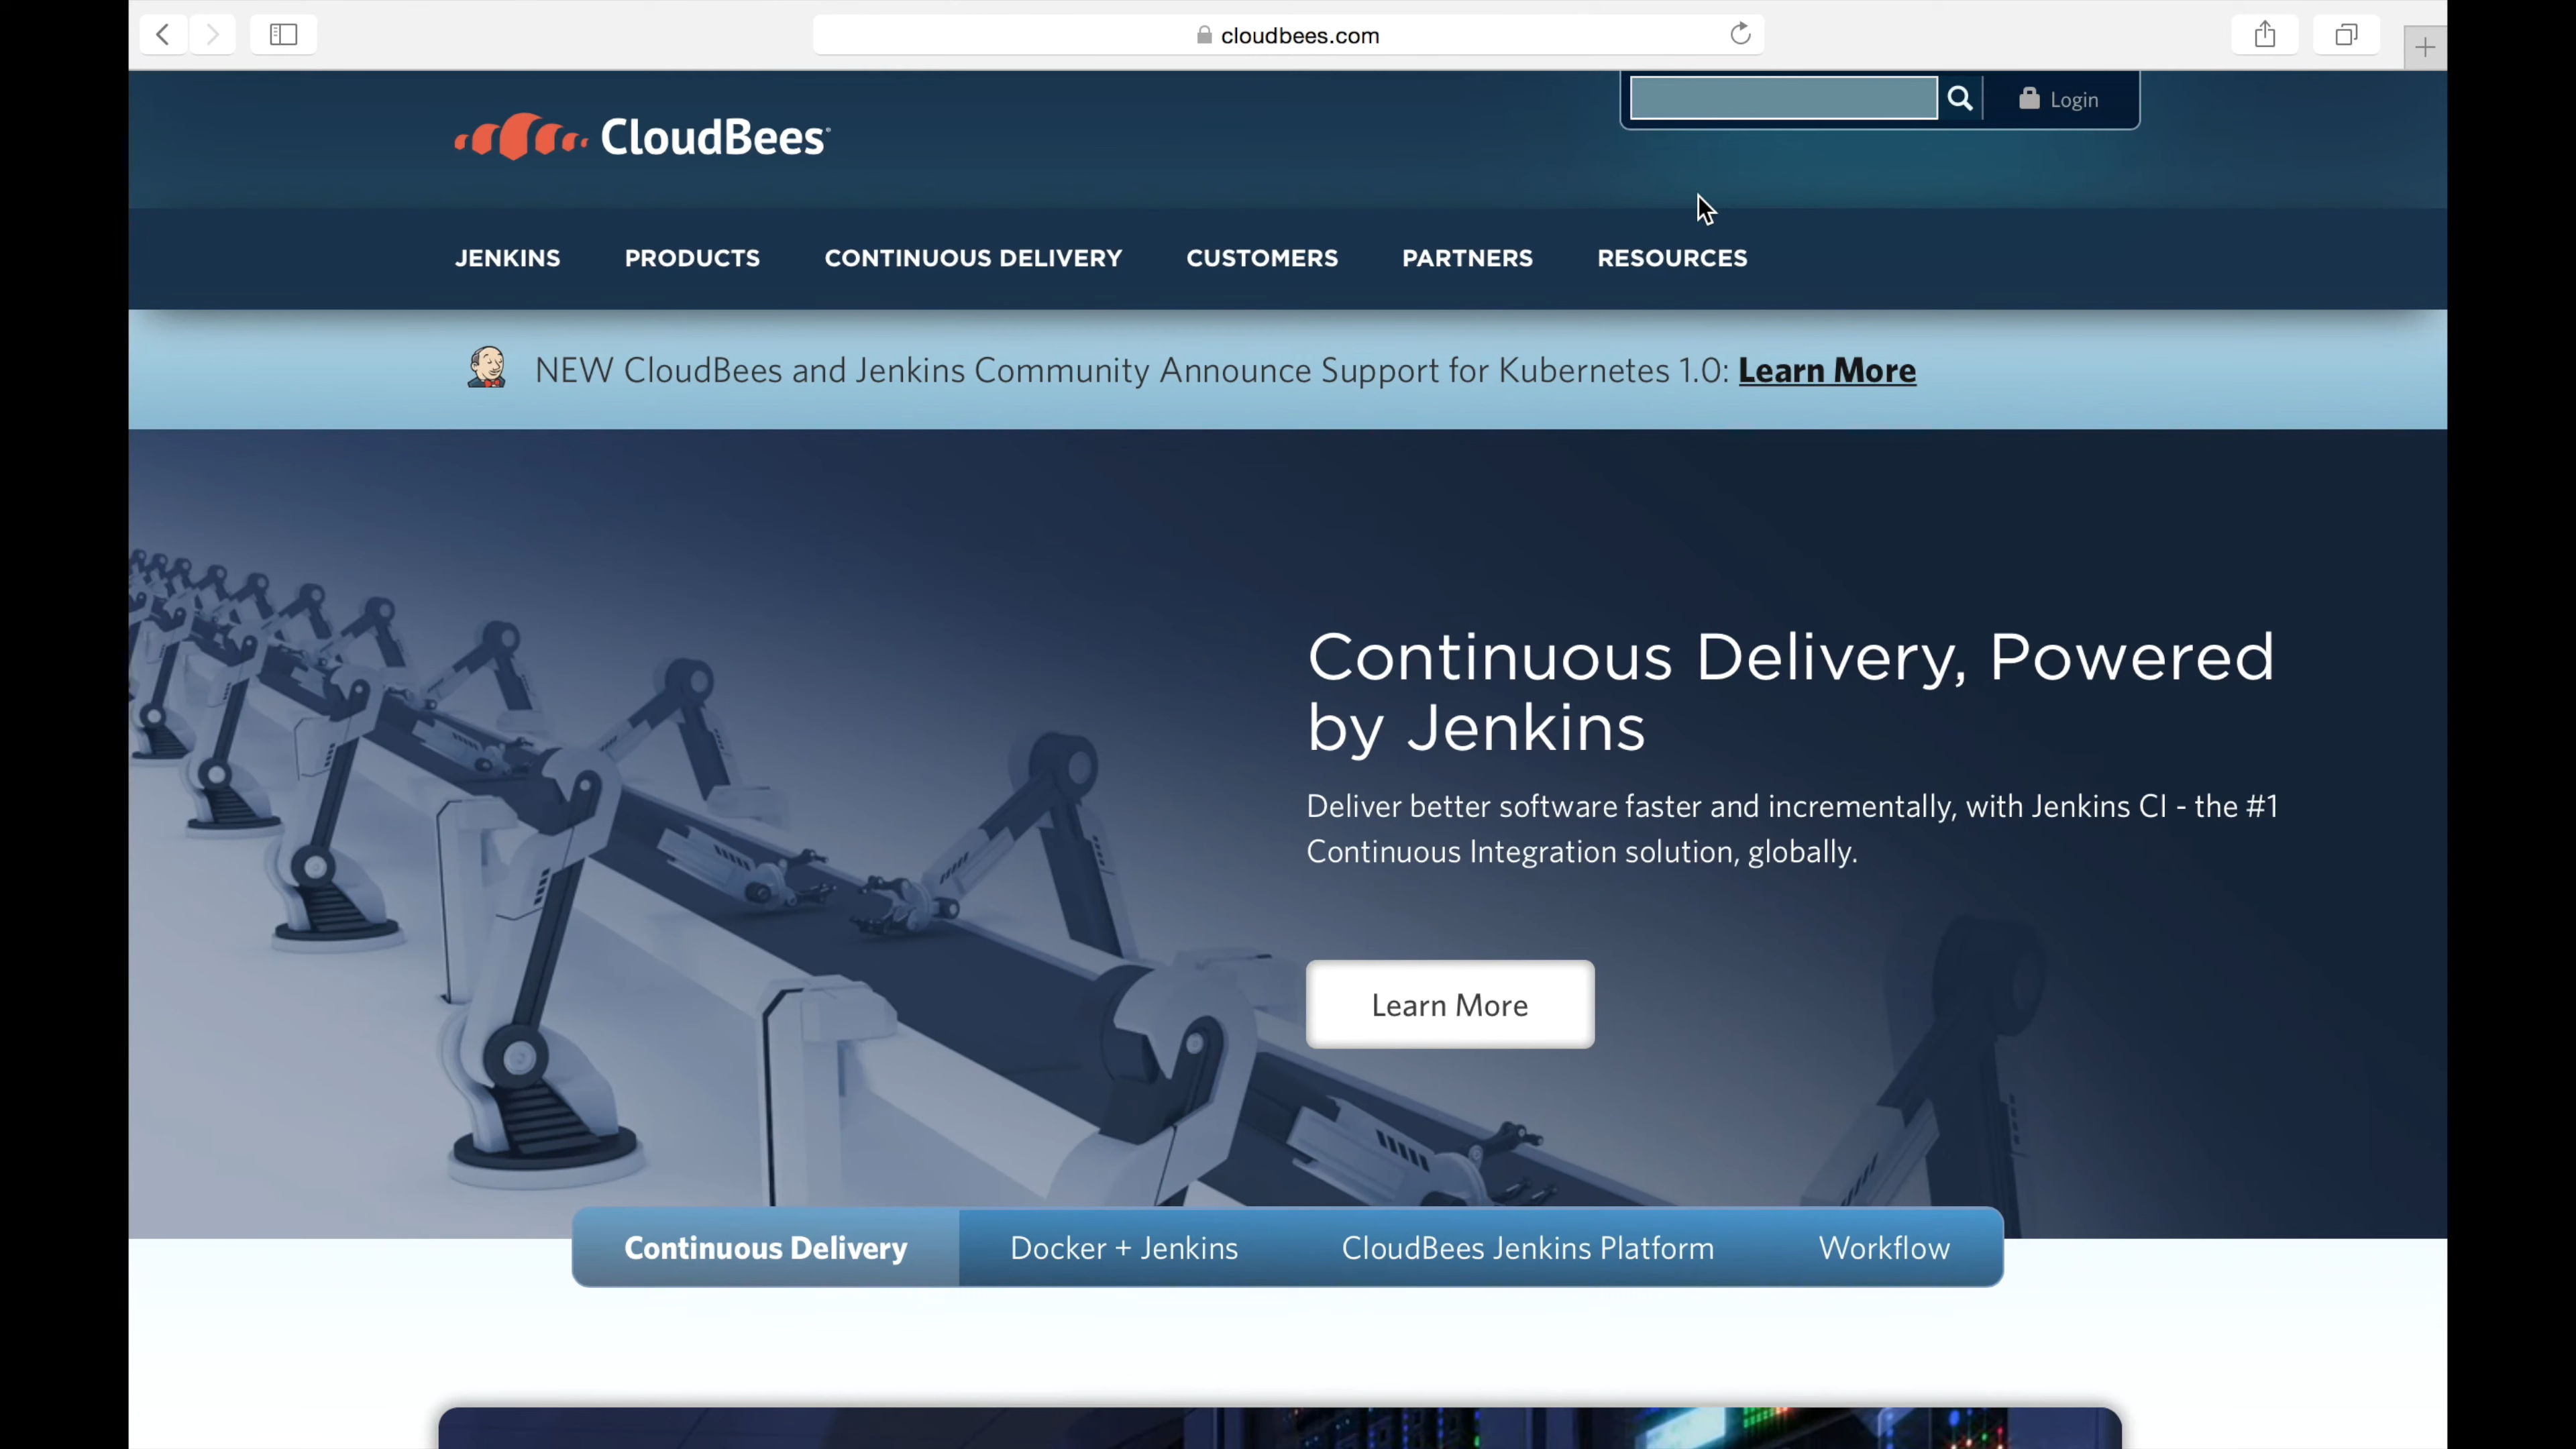 cloudbees.com
CloudBees
Login
JENKINS PRODUCTS CONTINUOUS DELIVERY CUSTOMERS PARTNERS RESOURCES
NEW CloudBees and Jenkins Community Announce Support for Kubernetes 1.0: Learn More
Continuous Delivery, Powered
by Jenkins
Deliver better software faster and incrementally, with Jenkins CI - the #1
Continuous Integration solution, globally.
Learn More
Continuous Delivery Docker + Jenkins CloudBees Jenkins Platform Workflow